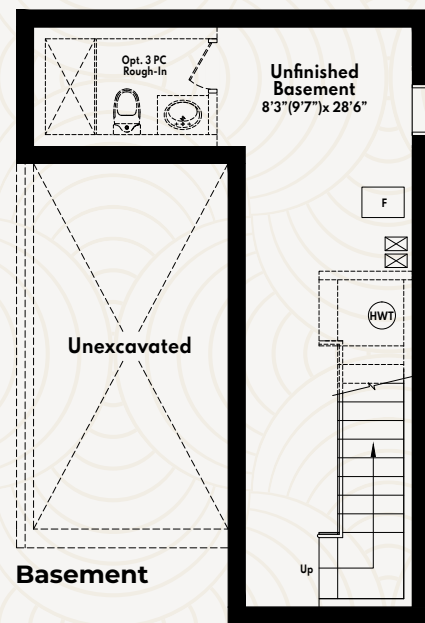 Opt. 3 PC
Rough-In
Unfinished
Basement
8'3"(9'7")x 28'6"
F
HWT
Unexcavated
Up
Basement